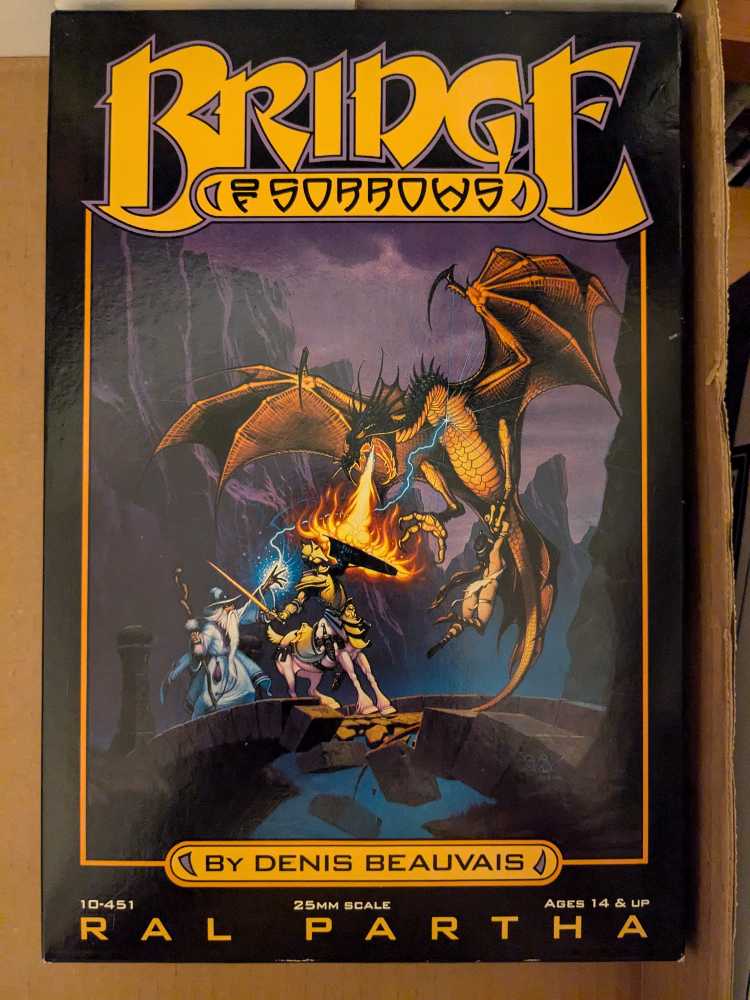 BRIDGE
OF SORROWS
BY DENIS BEAUVAIS
10-451 25MM SCALE AGES 14 & UP
RAL PARTHA